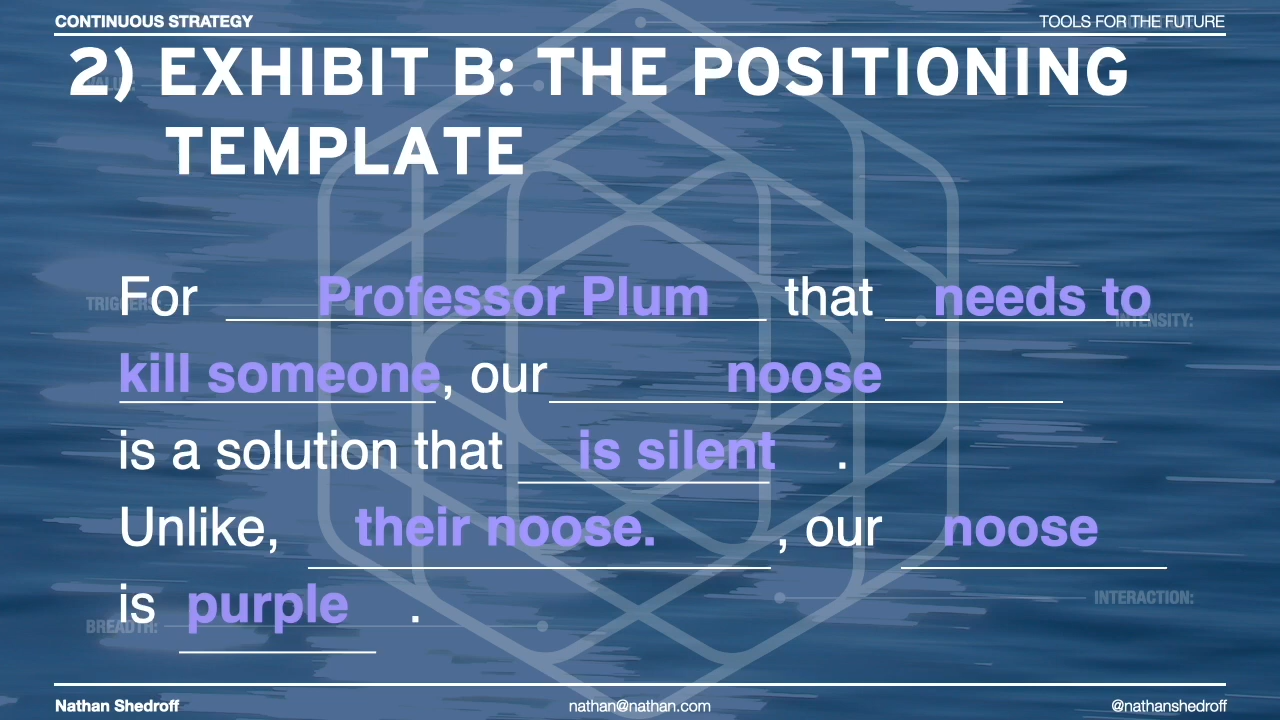 CONTINUOUS STRATEGY TOOLS FOR THE FUTURE
2) EXHIBIT B: THE POSITIONING
TEMPLATE
For Professor Plum that needs to
TRIGGERS:
INTENSITY:
kill someone, our noose
is a solution that is silent .
Unlike, their noose. , our noose
is purple .
INTERACTION:
BREADTH:
Nathan Shedroff nathan@nathan.com @nathanshedroff